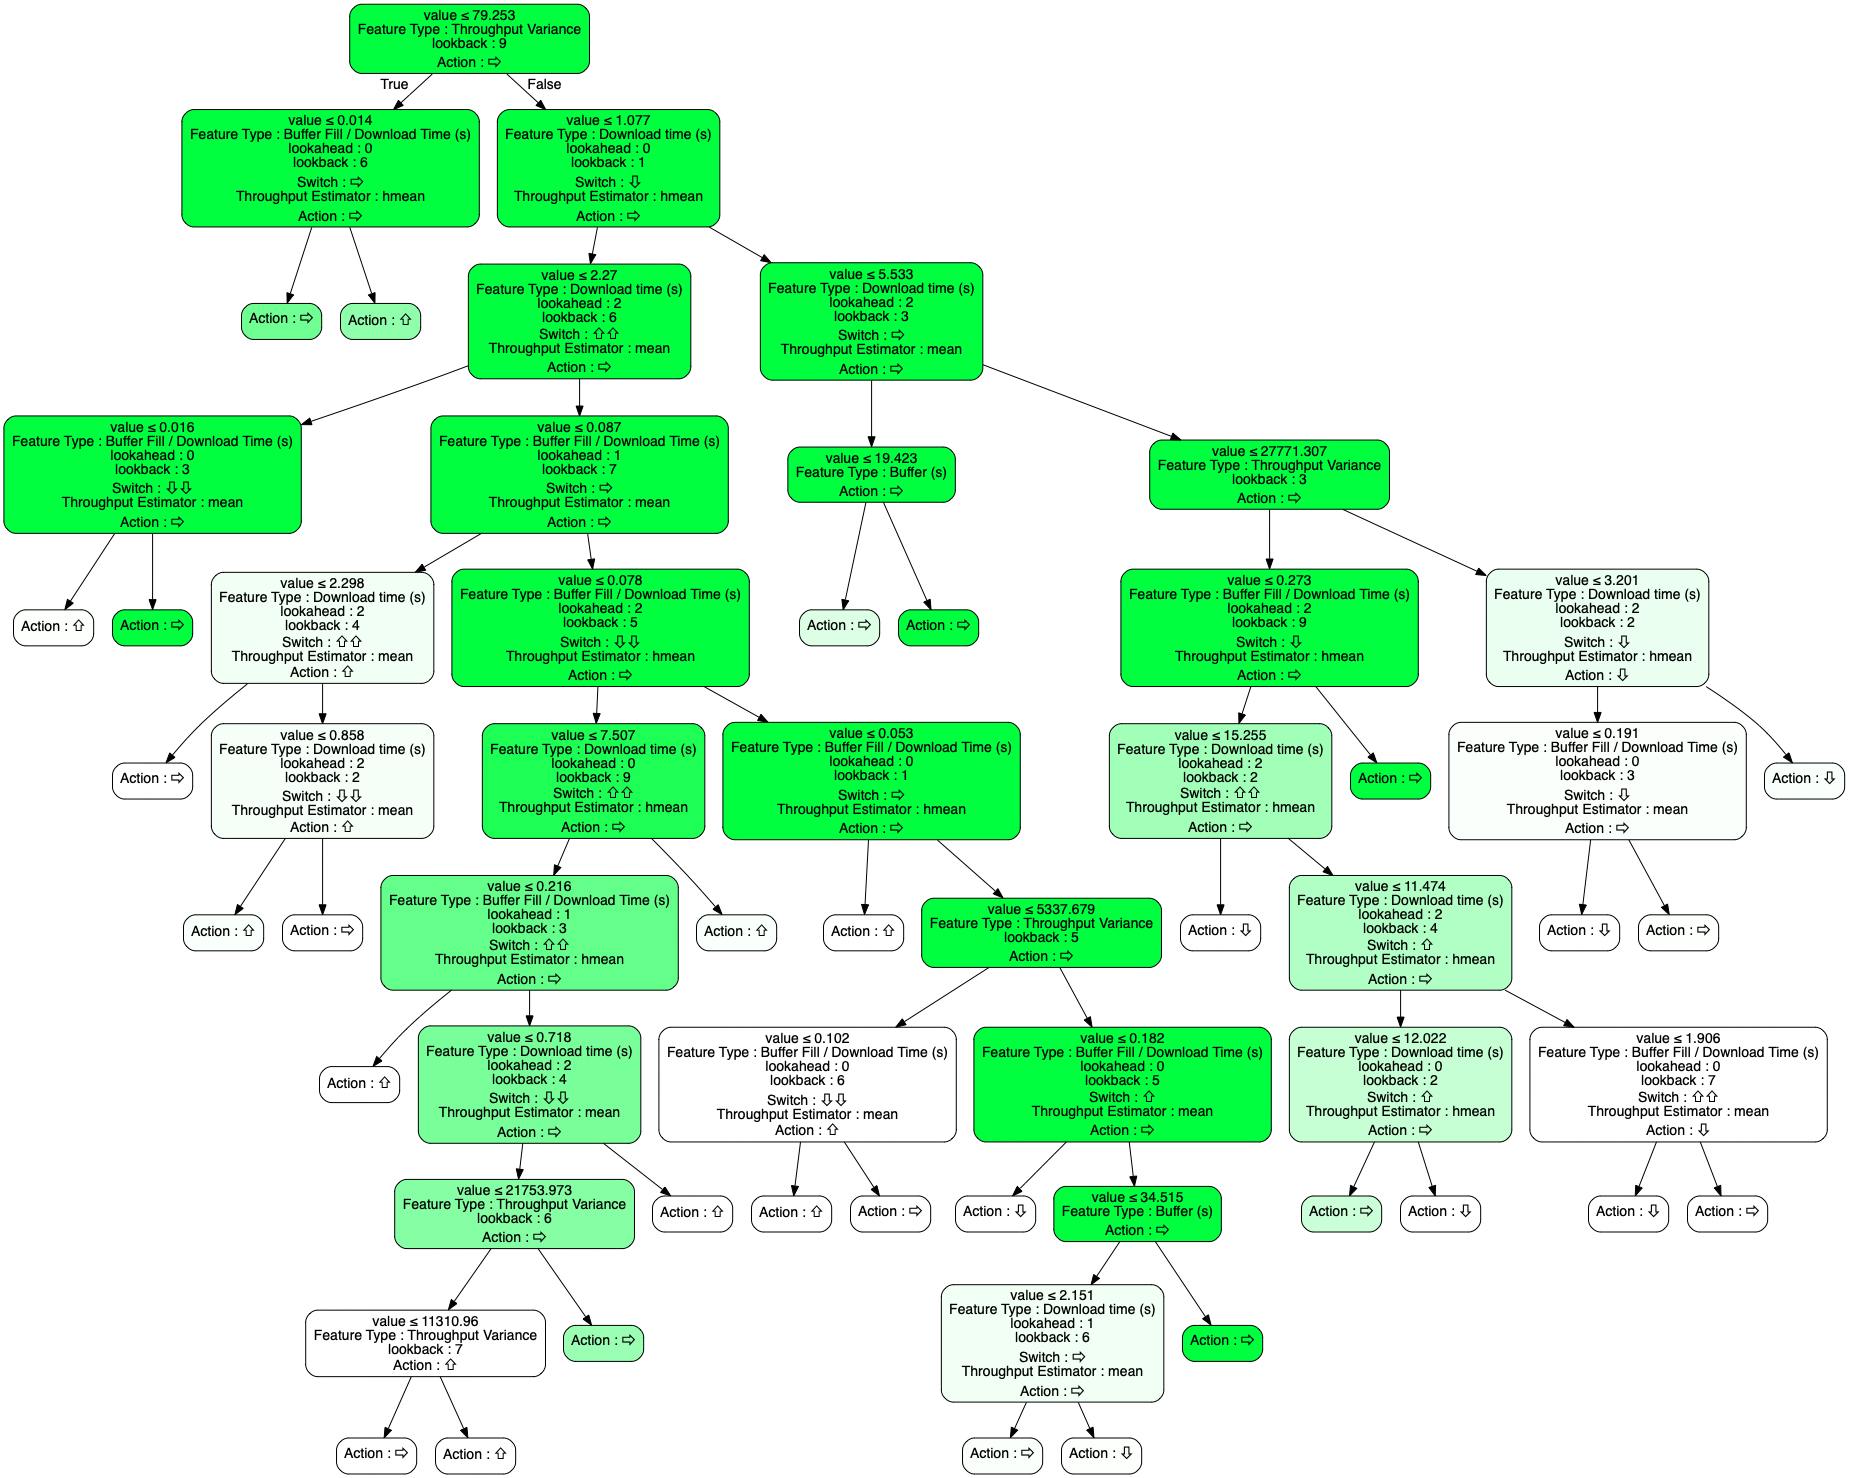 value ≤ 79.253
Feature Type : Throughput Variance
lookback : 9
Action : ⇨
True
False
value ≤ 0.014
Feature Type : Buffer Fill / Download Time (s)
lookahead : 0
lookback : 6
Switch : ⇨
Throughput Estimator : hmean
Action : ⇨
value ≤ 1.077
Feature Type : Download time (s)
lookahead : 0
lookback : 1
Switch : ⇩
Throughput Estimator : hmean
Action : ⇨
Action : ⇨
Action : ⇧
value ≤ 2.27
Feature Type : Download time (s)
lookahead : 2
lookback : 6
Switch : ⇧⇧
Throughput Estimator : mean
Action : ⇨
value ≤ 5.533
Feature Type : Download time (s)
lookahead : 2
lookback : 3
Switch : ⇨
Throughput Estimator : mean
Action : ⇨
value ≤ 0.016
Feature Type : Buffer Fill / Download Time (s)
lookahead : 0
lookback : 3
Switch : ⇩⇩
Throughput Estimator : mean
Action : ⇨
value ≤ 0.087
Feature Type : Buffer Fill / Download Time (s)
lookahead : 1
lookback : 7
Switch : ⇨
Throughput Estimator : mean
Action : ⇨
value ≤ 19.423
Feature Type : Buffer (s)
Action : ⇨
value ≤ 27771.307
Feature Type : Throughput Variance
lookback : 3
Action : ⇨
Action : ⇧
Action : ⇨
value ≤ 2.298
Feature Type : Download time (s)
lookahead : 2
lookback : 4
Switch : ⇧⇧
Throughput Estimator : mean
Action : ⇧
value ≤ 0.078
Feature Type : Buffer Fill / Download Time (s)
lookahead : 2
lookback : 5
Switch : ⇩⇩
Throughput Estimator : hmean
Action : ⇨
Action : ⇨
Action : ⇨
value ≤ 0.273
Feature Type : Buffer Fill / Download Time (s)
lookahead : 2
lookback : 9
Switch : ⇩
Throughput Estimator : hmean
Action : ⇨
value ≤ 3.201
Feature Type : Download time (s)
lookahead : 2
lookback : 2
Switch : ⇩
Throughput Estimator : hmean
Action : ⇩
Action : ⇨
value ≤ 0.858
Feature Type : Download time (s)
lookahead : 2
lookback : 2
Switch : ⇩⇩
Throughput Estimator : mean
Action : ⇧
value ≤ 7.507
Feature Type : Download time (s)
lookahead : 0
lookback : 9
Switch : ⇧⇧
Throughput Estimator : hmean
Action : ⇨
value ≤ 0.053
Feature Type : Buffer Fill / Download Time (s)
lookahead : 0
lookback : 1
Switch : ⇨
Throughput Estimator : hmean
Action : ⇨
value ≤ 15.255
Feature Type : Download time (s)
lookahead : 2
lookback : 2
Switch : ⇧⇧
Throughput Estimator : hmean
Action : ⇨
Action : ⇨
value ≤ 0.191
Feature Type : Buffer Fill / Download Time (s)
lookahead : 0
lookback : 3
Switch : ⇩
Throughput Estimator : mean
Action : ⇨
Action : ⇩
Action : ⇧
Action : ⇨
value ≤ 0.216
Feature Type : Buffer Fill / Download Time (s)
lookahead : 1
lookback : 3
Switch : ⇧⇧
Throughput Estimator : hmean
Action : ⇨
Action : ⇧
Action : ⇧
value ≤ 5337.679
Feature Type : Throughput Variance
lookback : 5
Action : ⇨
Action : ⇩
value ≤ 11.474
Feature Type : Download time (s)
lookahead : 2
lookback : 4
Switch : ⇧
Throughput Estimator : hmean
Action : ⇨
Action : ⇩
Action : ⇨
Action : ⇧
value ≤ 0.718
Feature Type : Download time (s)
lookahead : 2
lookback : 4
Switch : ⇩⇩
Throughput Estimator : mean
Action : ⇨
value ≤ 0.102
Feature Type : Buffer Fill / Download Time (s)
lookahead : 0
lookback : 6
Switch : ⇩⇩
Throughput Estimator : mean
Action : ⇧
value ≤ 0.182
Feature Type : Buffer Fill / Download Time (s)
lookahead : 0
lookback : 5
Switch : ⇧
Throughput Estimator : mean
Action : ⇨
value ≤ 12.022
Feature Type : Download time (s)
lookahead : 0
lookback : 2
Switch : ⇧
Throughput Estimator : hmean
Action : ⇨
value ≤ 1.906
Feature Type : Buffer Fill / Download Time (s)
lookahead : 0
lookback : 7
Switch : ⇧⇧
Throughput Estimator : mean
Action : ⇩
value ≤ 21753.973
Feature Type : Throughput Variance
lookback : 6
Action : ⇨
Action : ⇧
Action : ⇧
Action : ⇨
Action : ⇩
value ≤ 34.515
Feature Type : Buffer (s)
Action : ⇨
Action : ⇨
Action : ⇩
Action : ⇩
Action : ⇨
value ≤ 11310.96
Feature Type : Throughput Variance
lookback : 7
Action : ⇧
Action : ⇨
value ≤ 2.151
Feature Type : Download time (s)
lookahead : 1
lookback : 6
Switch : ⇨
Throughput Estimator : mean
Action : ⇨
Action : ⇨
Action : ⇨
Action : ⇧
Action : ⇨
Action : ⇩